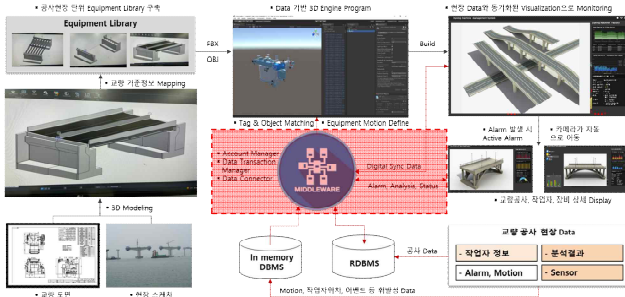 • 공사현장 단위 Equipment Library 구축
Equipment Library
FBX
OBJ
• Data 기반 3D Engine Program
Build
• 현장 Data와 동기화된 Visualization으로 Monitoring
• 교량 기준정보 Mapping
• Tag & Object Matching
• Equipment Motion Define
• Alarm 발생 시
Active Alarm
• 카메라가 자동
으로 이동
• Account Manager
• Data Transaction
Manager
• Data Connector
MIDDLEWARE
Digital Sync Data
Alarm, Analysis, Status
• 교량공사, 작업자, 장비 상세 Display
• 3D Modeling
In memory
DBMS
RDBMS
공사 Data
교량 공사 현장 Data
- 작업자 정보
- 분석결과
- Alarm, Motion
- Sensor
• 교량 도면
• 현장 스케치
Motion, 작업자위치, 이벤트 등 휘발성 Data